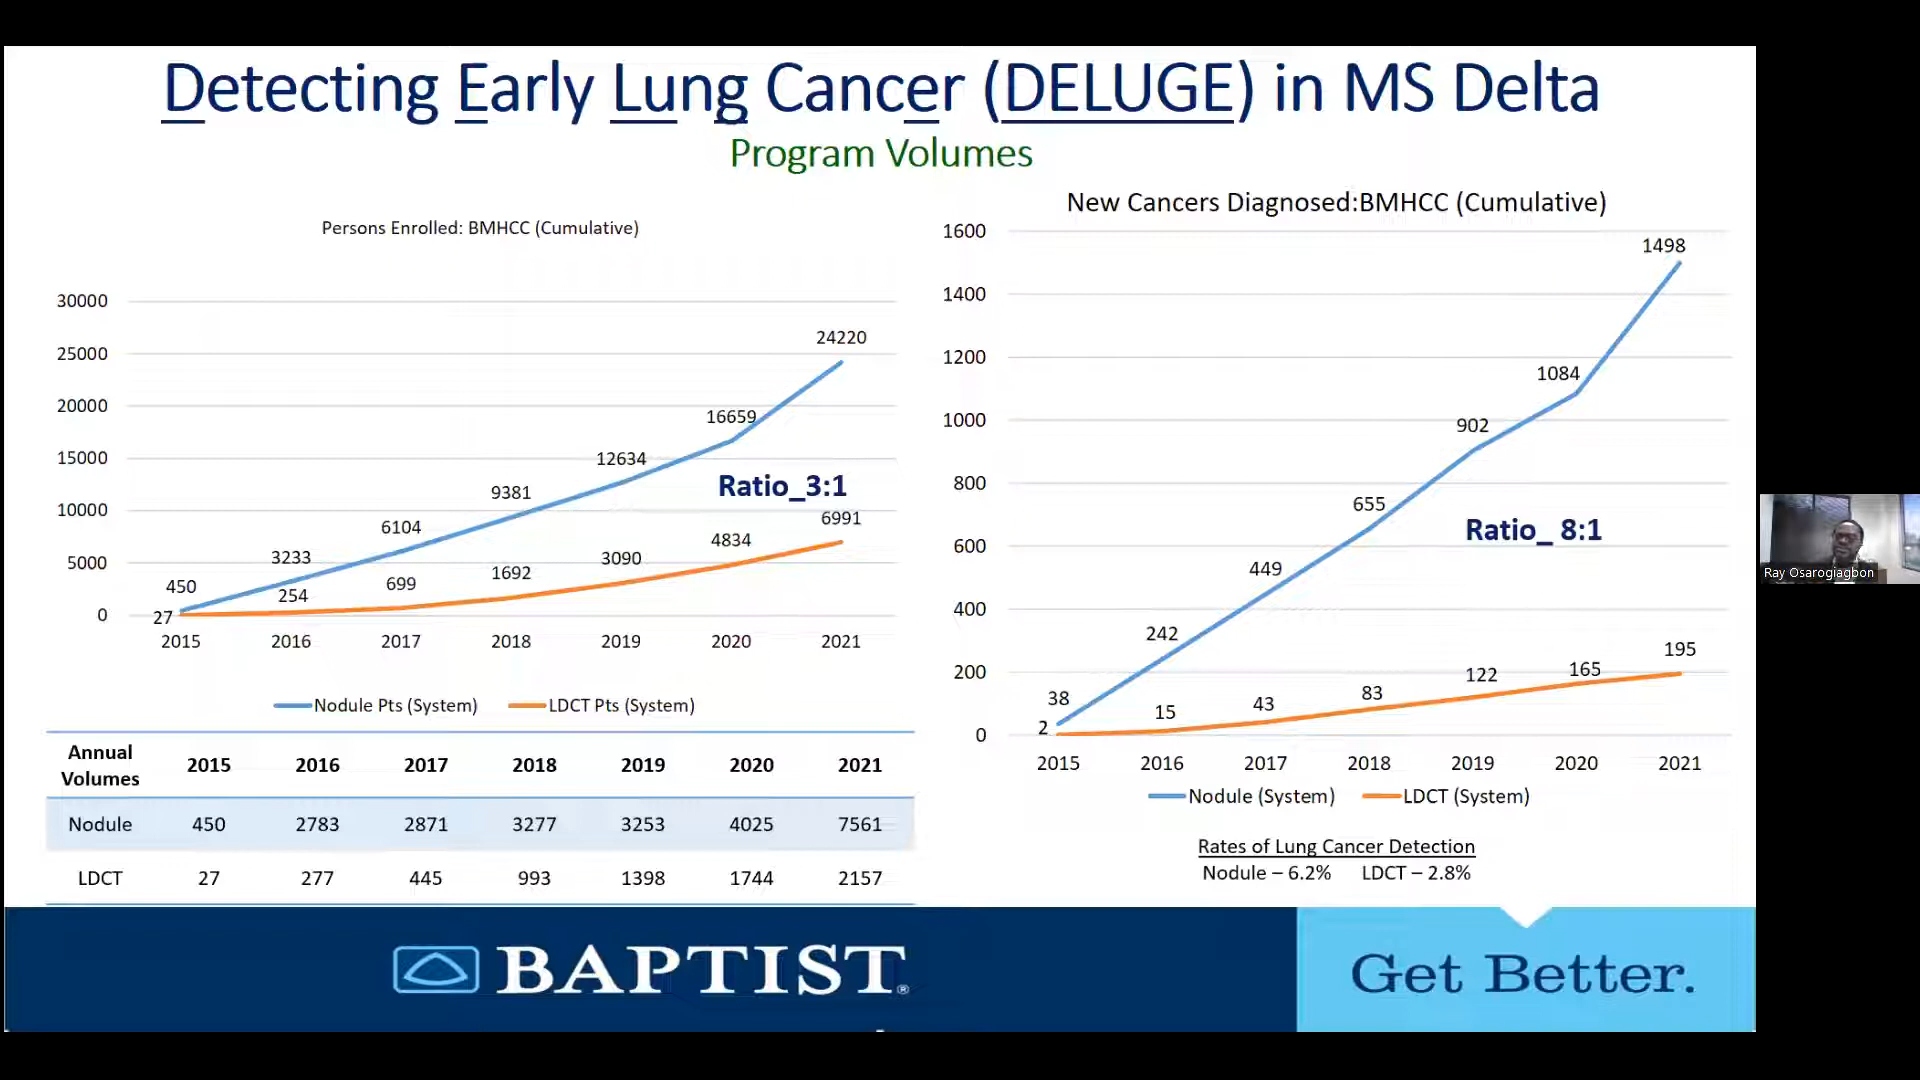 Detecting Early Lung Cancer (DELUGE) in MS Delta
Program Volumes
Persons Enrolled: BMHCC (Cumulative)
30000
25000
20000
15000
10000
5000
0
24220
16659
12634
9381
6104
3233
450
Ratio_3:1
6991
4834
3090
1692
699
254
27
2015 2016 2017 2018 2019 2020 2021
Nodule Pts (System) LDCT Pts (System)
Annual Volumes 2015 2016 2017 2018 2019 2020 2021
Nodule 450 2783 2871 3277 3253 4025 7561
LDCT 27 277 445 993 1398 1744 2157
New Cancers Diagnosed:BMHCC (Cumulative)
1600
1400
1200
1000
800
600
400
200
0
1498
1084
902
655
449
242
38
Ratio_ 8:1
195
165
122
83
43
15
2
2015 2016 2017 2018 2019 2020 2021
Nodule (System) LDCT (System)
Rates of Lung Cancer Detection
Nodule – 6.2% LDCT – 2.8%
BAPTIST®
Get Better.
Ray Osarogiagbon